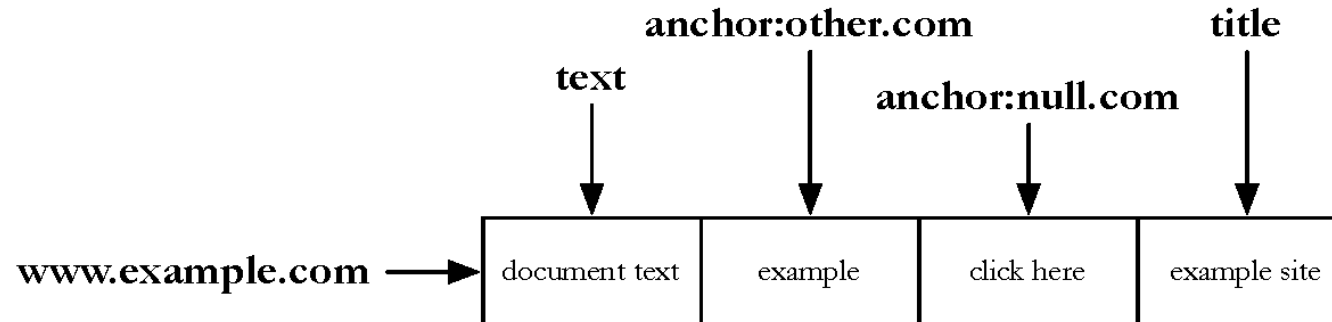 anchor:other.com
title
text
anchor:null.com
www.example.com
document text
example
click here
example site